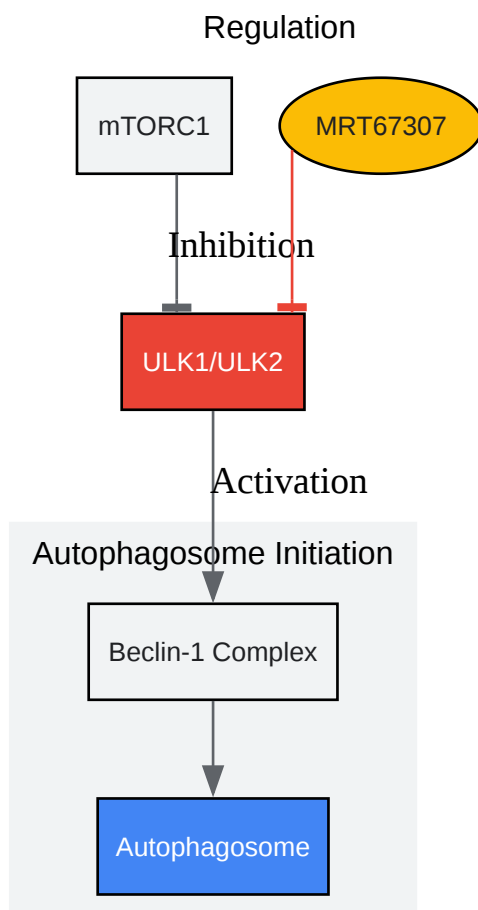 Regulation
mTORC1
MRT67307
Inhibition
ULK1/ULK2
Activation
Autophagosome Initiation
Beclin-1 Complex
Autophagosome